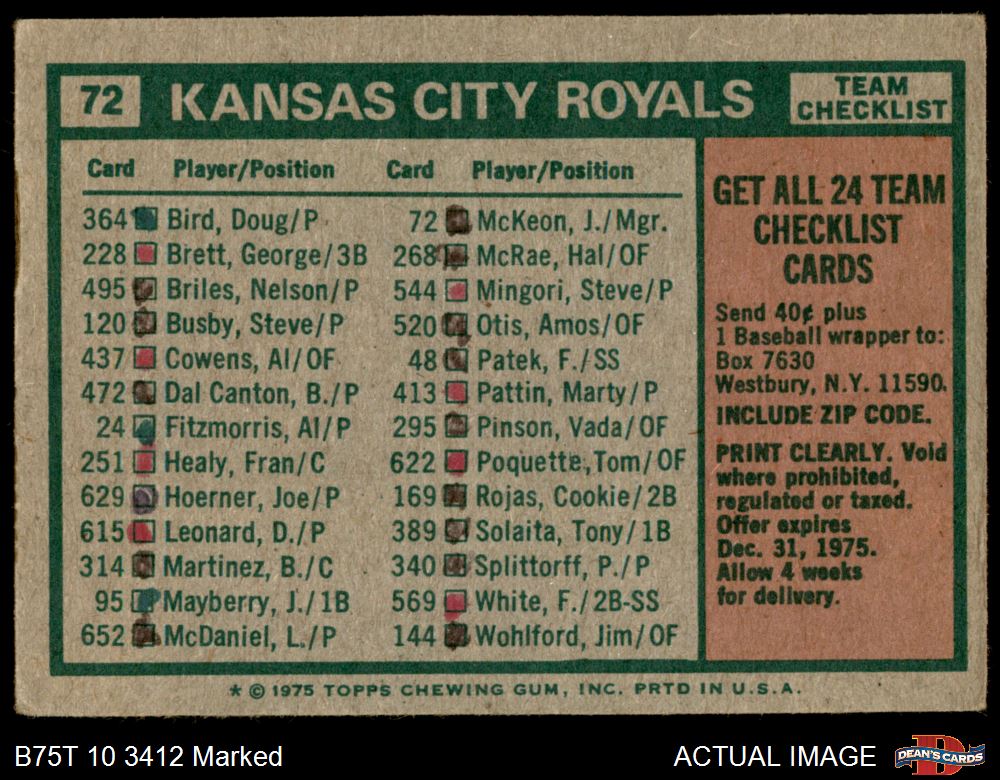 72 KANSAS CITY ROYALS TEAM CHECKLIST
Card Player/Position Card Player/Position
364 Bird, Doug/P
228 Brett, George/3B
495 Briles, Nelson/P
120 Busby, Steve/P
437 Cowens, Al/OF
472 Dal Canton, B./P
24 Fitzmorris, Al/P
251 Healy, Fran/C
629 Hoerner, Joe/P
615 Leonard, D./P
314 Martinez, B./C
95 Mayberry, J./1B
652 McDaniel, L./P
72 McKeon, J./Mgr.
268 McRae, Hal/OF
544 Mingori, Steve/P
520 Otis, Amos/OF
48 Patek, F./SS
413 Pattin, Marty/P
295 Pinson, Vada/OF
622 Poquette, Tom/OF
169 Rojas, Cookie/2B
389 Solaita, Tony/1B
340 Splittorff, P./P
569 White, F./2B-SS
144 Wohlford, Jim/OF
GET ALL 24 TEAM
CHECKLIST
CARDS
Send 40¢ plus
1 Baseball wrapper to:
Box 7630
Westbury, N.Y. 11590.
INCLUDE ZIP CODE.
PRINT CLEARLY. Void
where prohibited,
regulated or taxed.
Offer expires
Dec. 31, 1975.
Allow 4 weeks
for delivery.
* © 1975 TOPPS CHEWING GUM, INC. PRTD IN U.S.A.
B75T 10 3412 Marked
ACTUAL IMAGE
DEAN'S CARDS